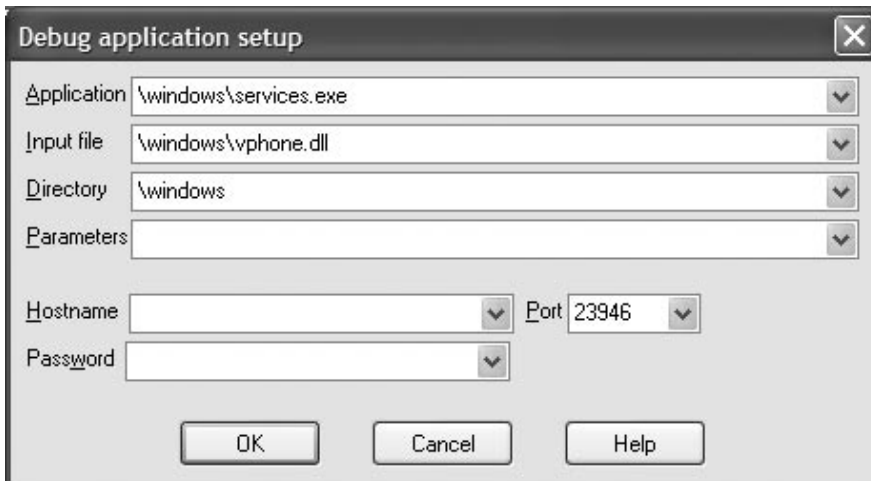 Debug application setup
Application \windows\services.exe
Input file \windows\vphone.dll
Directory \windows
Parameters
Hostname Port 23946
Password
OK Cancel Help